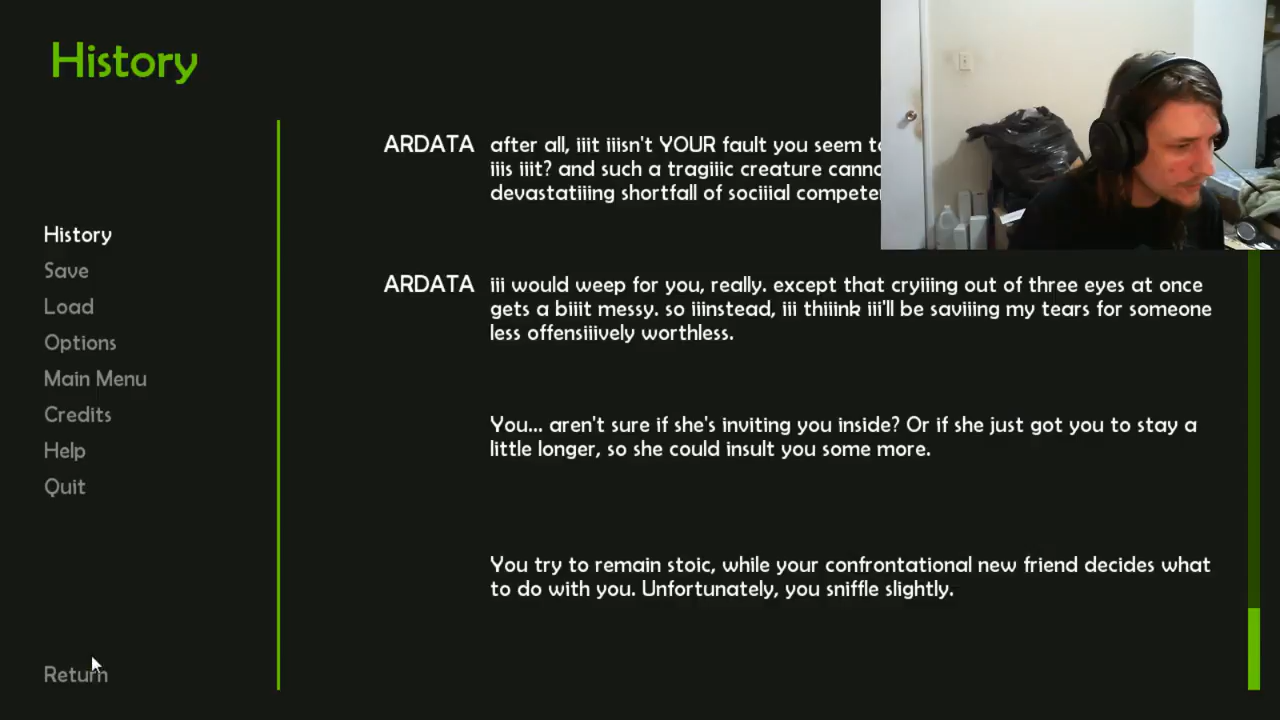 History
ARDATA after all, iiit iiisn't YOUR fault you seem
iiis iiit? and such a tragiiic creature
devastatiiing shortfall of sociiial
History
Save
Load
Options
Main Menu
Credits
Help
Quit
ARDATA iii would weep for you, really. except that cryiiing out of three eyes at once
gets a biiit messy. so iiinstead, iii thiiink iii'll be saviiing my tears for someone
less offensiiively worthless.
You... aren't sure if she's inviting you inside? Or if she just got you to stay a
little longer, so she could insult you some more.
You try to remain stoic, while your confrontational new friend decides what
to do with you. Unfortunately, you sniffle slightly.
Return